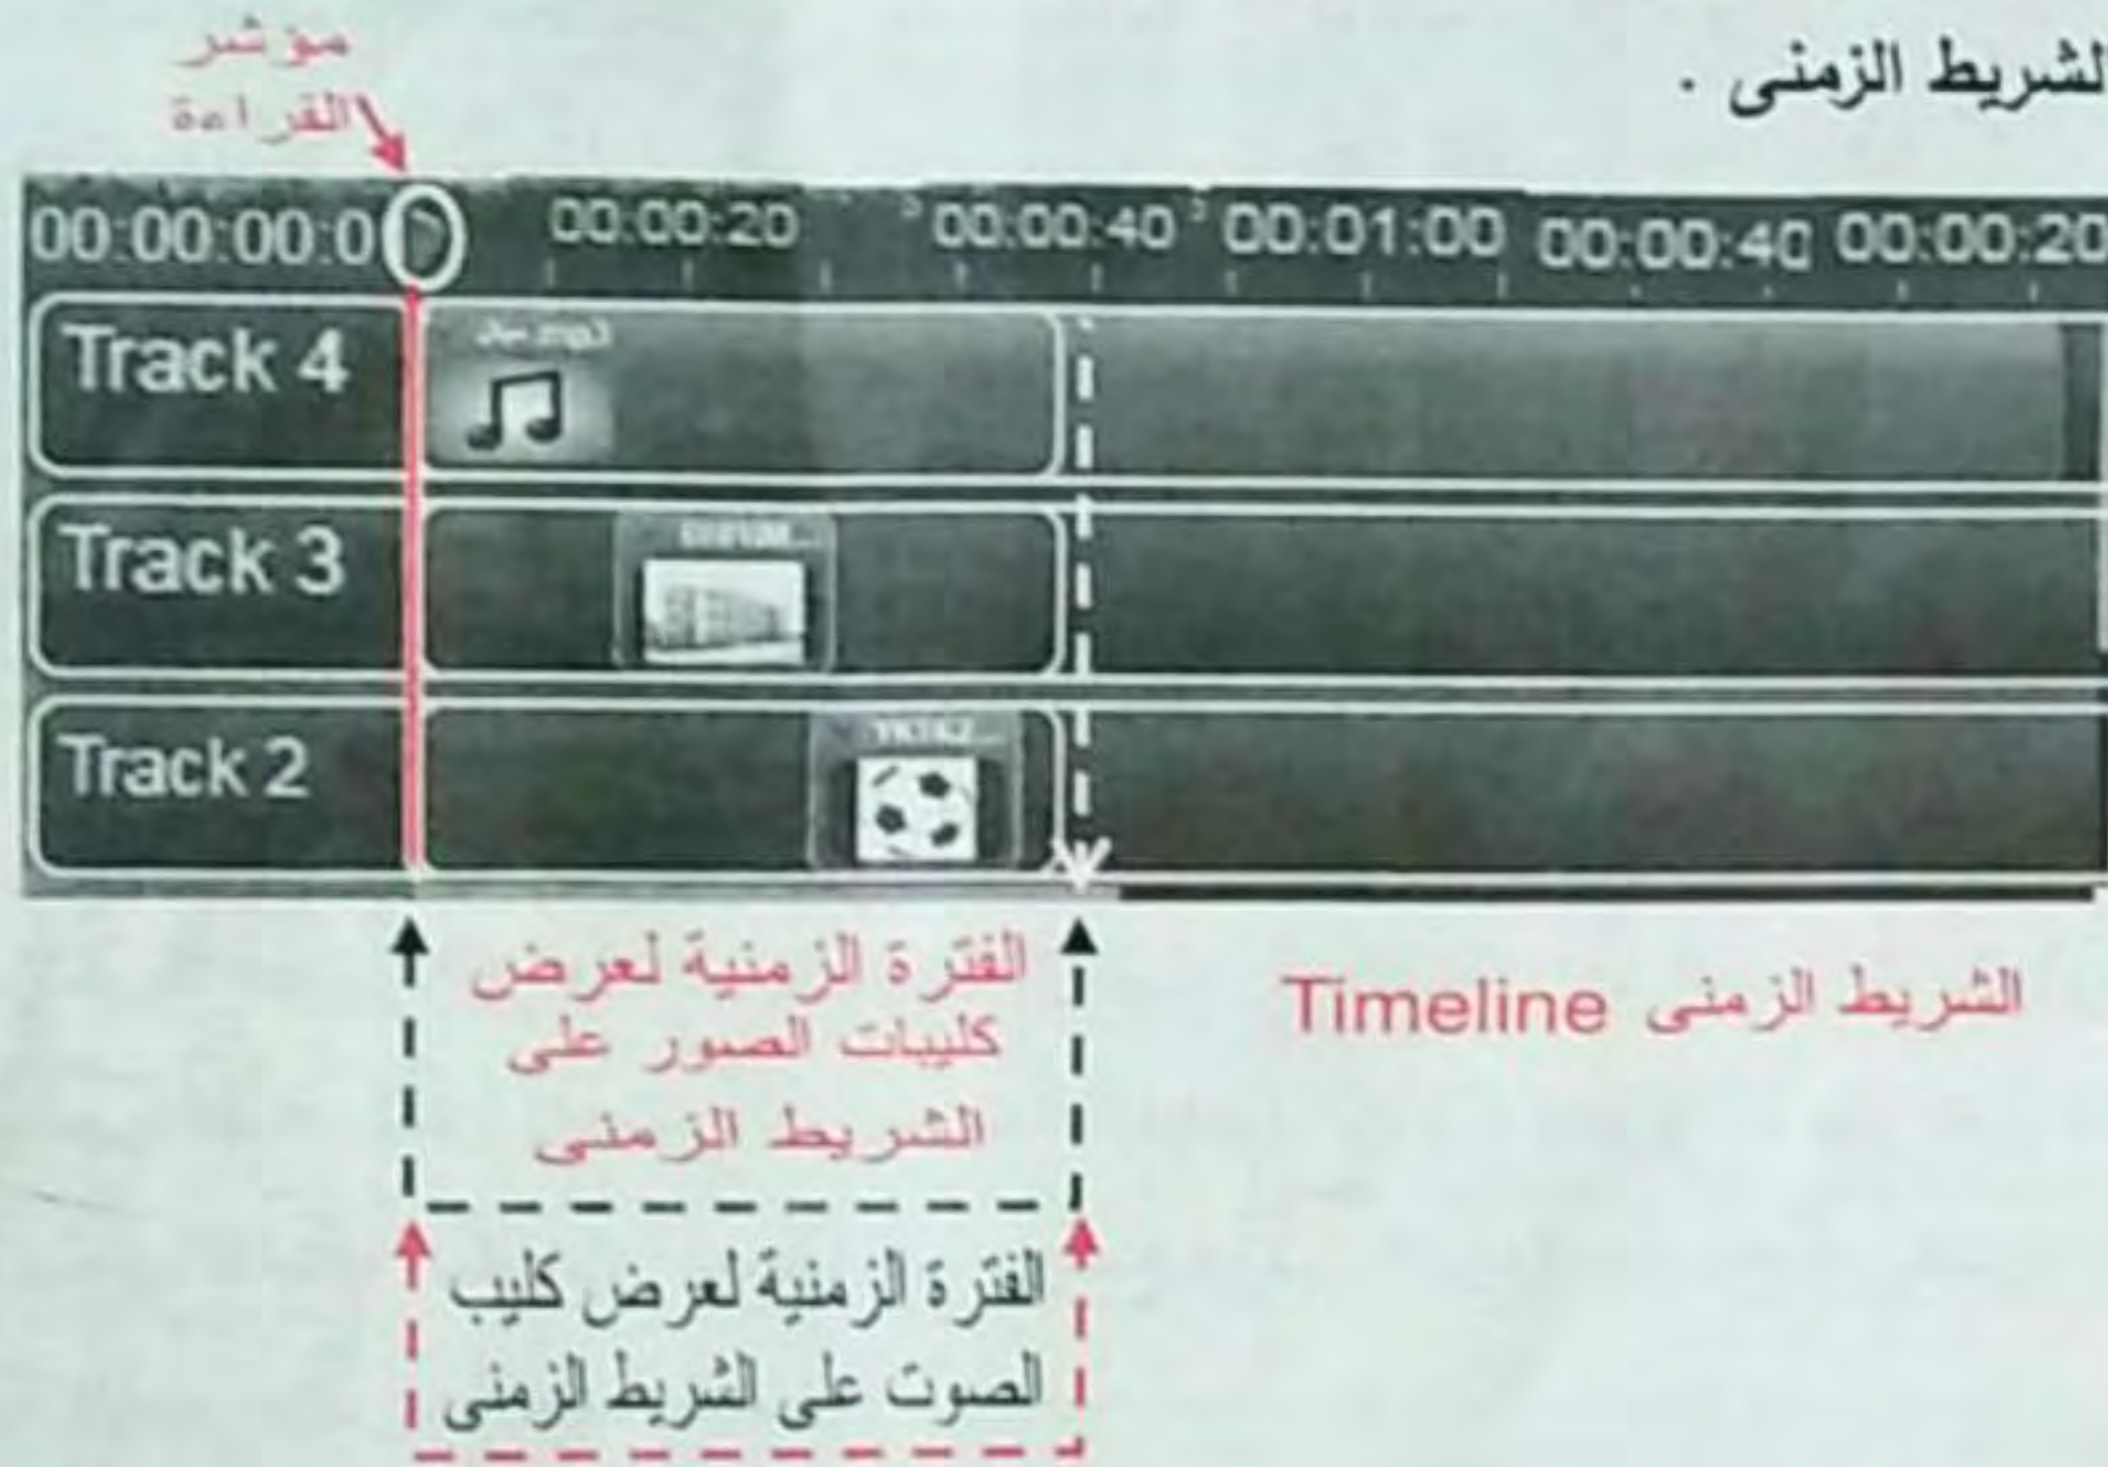 لشريط الزمنى .
مؤشر
القراءة
00:00:00:0 00:00:20 00:00:40 00:01:00 00:00:40 00:00:20
Track 4
Track 3
Track 2
الفترة الزمنية لعرض
كليبات الصور على
الشريط الزمنى
الشريط الزمنى Timeline
الفترة الزمنية لعرض كليب
الصوت على الشريط الزمنى